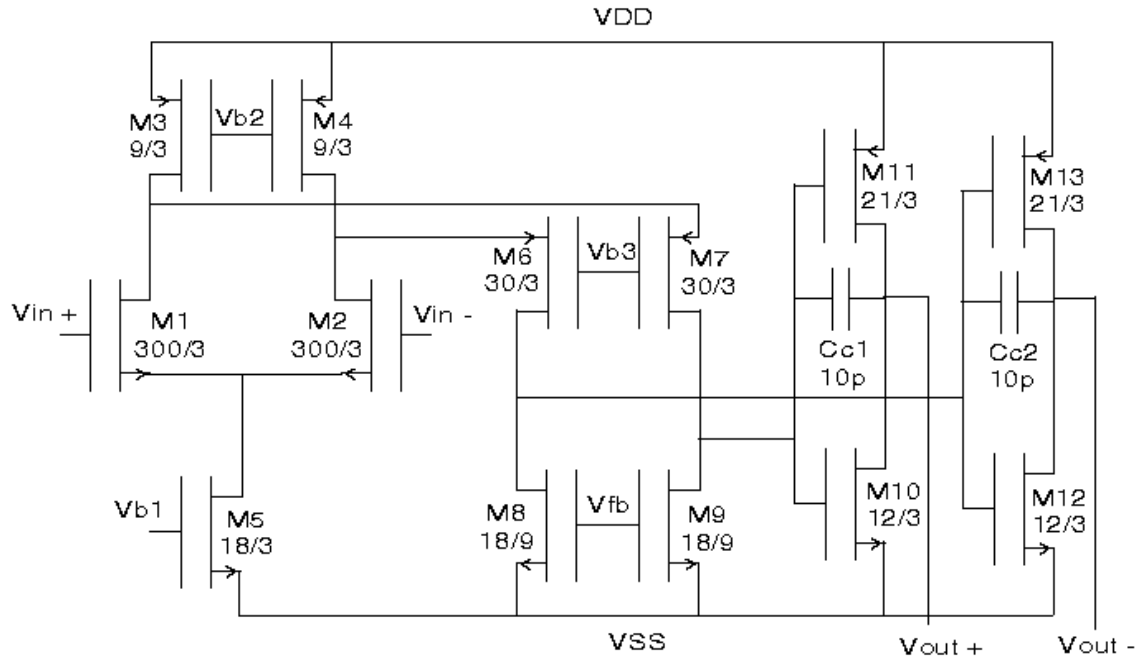 VDD
M3
9/3
Vb2
M4
9/3
M11
21/3
M13
21/3
M6
30/3
Vb3
M7
30/3
Vin +
M1
300/3
M2
300/3
Vin -
Cc1
10p
Cc2
10p
Vb1
M5
18/3
M8
18/9
Vfb
M9
18/9
M10
12/3
M12
12/3
VSS
Vout +
Vout -